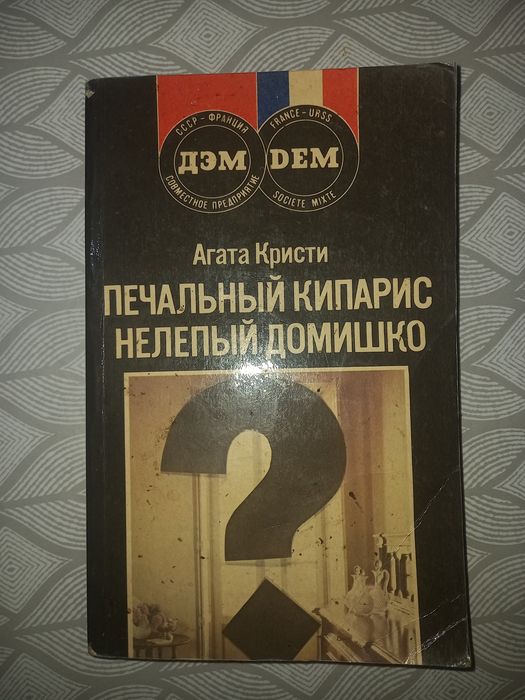 СССР - ФРАНЦИЯ
ДЭМ
СОВМЕСТНОЕ ПРЕДПРИЯТИЕ
FRANCE - URSS
DEM
SOCIETE MIXTE
Агата Кристи
ПЕЧАЛЬНЫЙ КИПАРИС
НЕЛЕПЫЙ ДОМИШКО
?